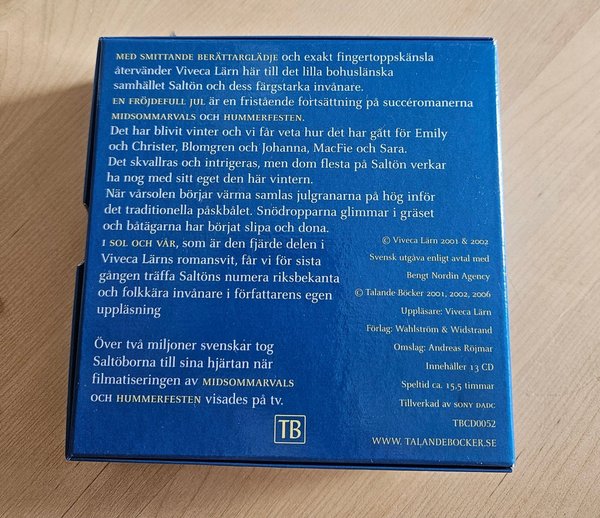 MED SMITTANDE BERÄTTARGLÄDJE och exakt fingertoppskänsla
återvänder Viveca Lärn här till det lilla bohuslänska
samhället Saltön och dess färgstarka invånare.
EN FRÖJDEFULL JUL är en fristående fortsättning på succéromanerna
MIDSOMMARVALS OCH HUMMERFESTEN.
Det har blivit vinter och vi får veta hur det har gått för Emily
och Christer, Blomgren och Johanna, MacFie och Sara.
Det skvallras och intrigeras, men dom flesta på Saltön verkar
ha nog med sitt eget den här vintern.
När vårsolen börjar värma samlas julgranarna på hög inför
det traditionella påskbålet. Snödropparna glimmar i gräset
och båtägarna har börjat slipa och dona.
I SOL OCH VÅR, som är den fjärde delen i
Viveca Lärns romansvit, får vi för sista
gången träffa Saltöns numera riksbekanta
och folkkära invånare i författarens egen
uppläsning
Över två miljoner svenskar tog
Saltöborna till sina hjärtan när
filmatiseringen av MIDSOMMARVALS
OCH HUMMERFESTEN visades på tv.
© Viveca Lärn 2001 & 2002
Svensk utgåva enligt avtal med
Bengt Nordin Agency
© Talande Böcker 2001, 2002, 2006
Uppläsare: Viveca Lärn
Förlag: Wahlström & Widstrand
Omslag: Andreas Röjmar
Innehåller 13 CD
Speltid ca. 15,5 timmar
Tillverkad av SONY DADC
TBCD0052
WWW. TALANDEBOCKER.SE
TB